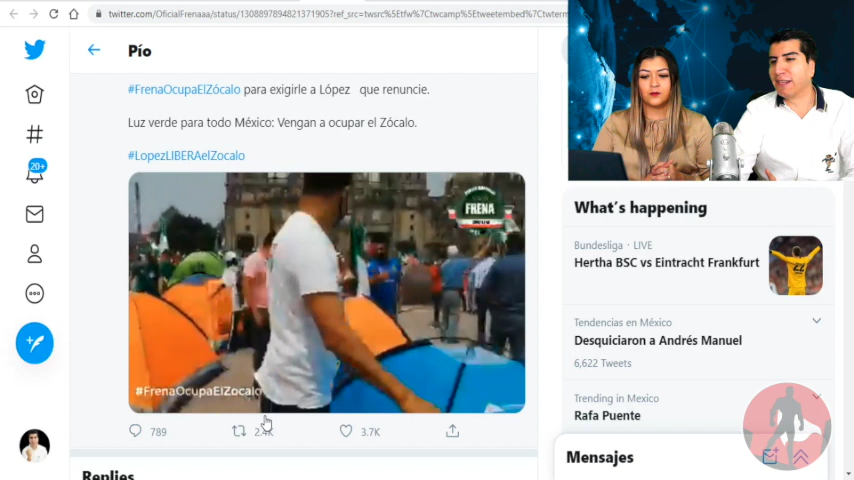 twitter.com/OficialFrenaaa/status/1308897894821371905?ref_src=twsrc%5Etfw%7Ctwcamp%5Etweetembed%7Ctwterm
Pío
#FrenaOcupaElZócalo para exigirle a López que renuncie.
Luz verde para todo México: Vengan a ocupar el Zócalo.
#LopezLIBERAelZocalo
FRENA
#FrenaOcupaElZocalo
789
2.4K
3.7K
Replies
20+
What's happening
Bundesliga · LIVE
Hertha BSC vs Eintracht Frankfurt
Tendencias en México
Desquiciaron a Andrés Manuel
6,622 Tweets
Trending in Mexico
Rafa Puente
Mensajes